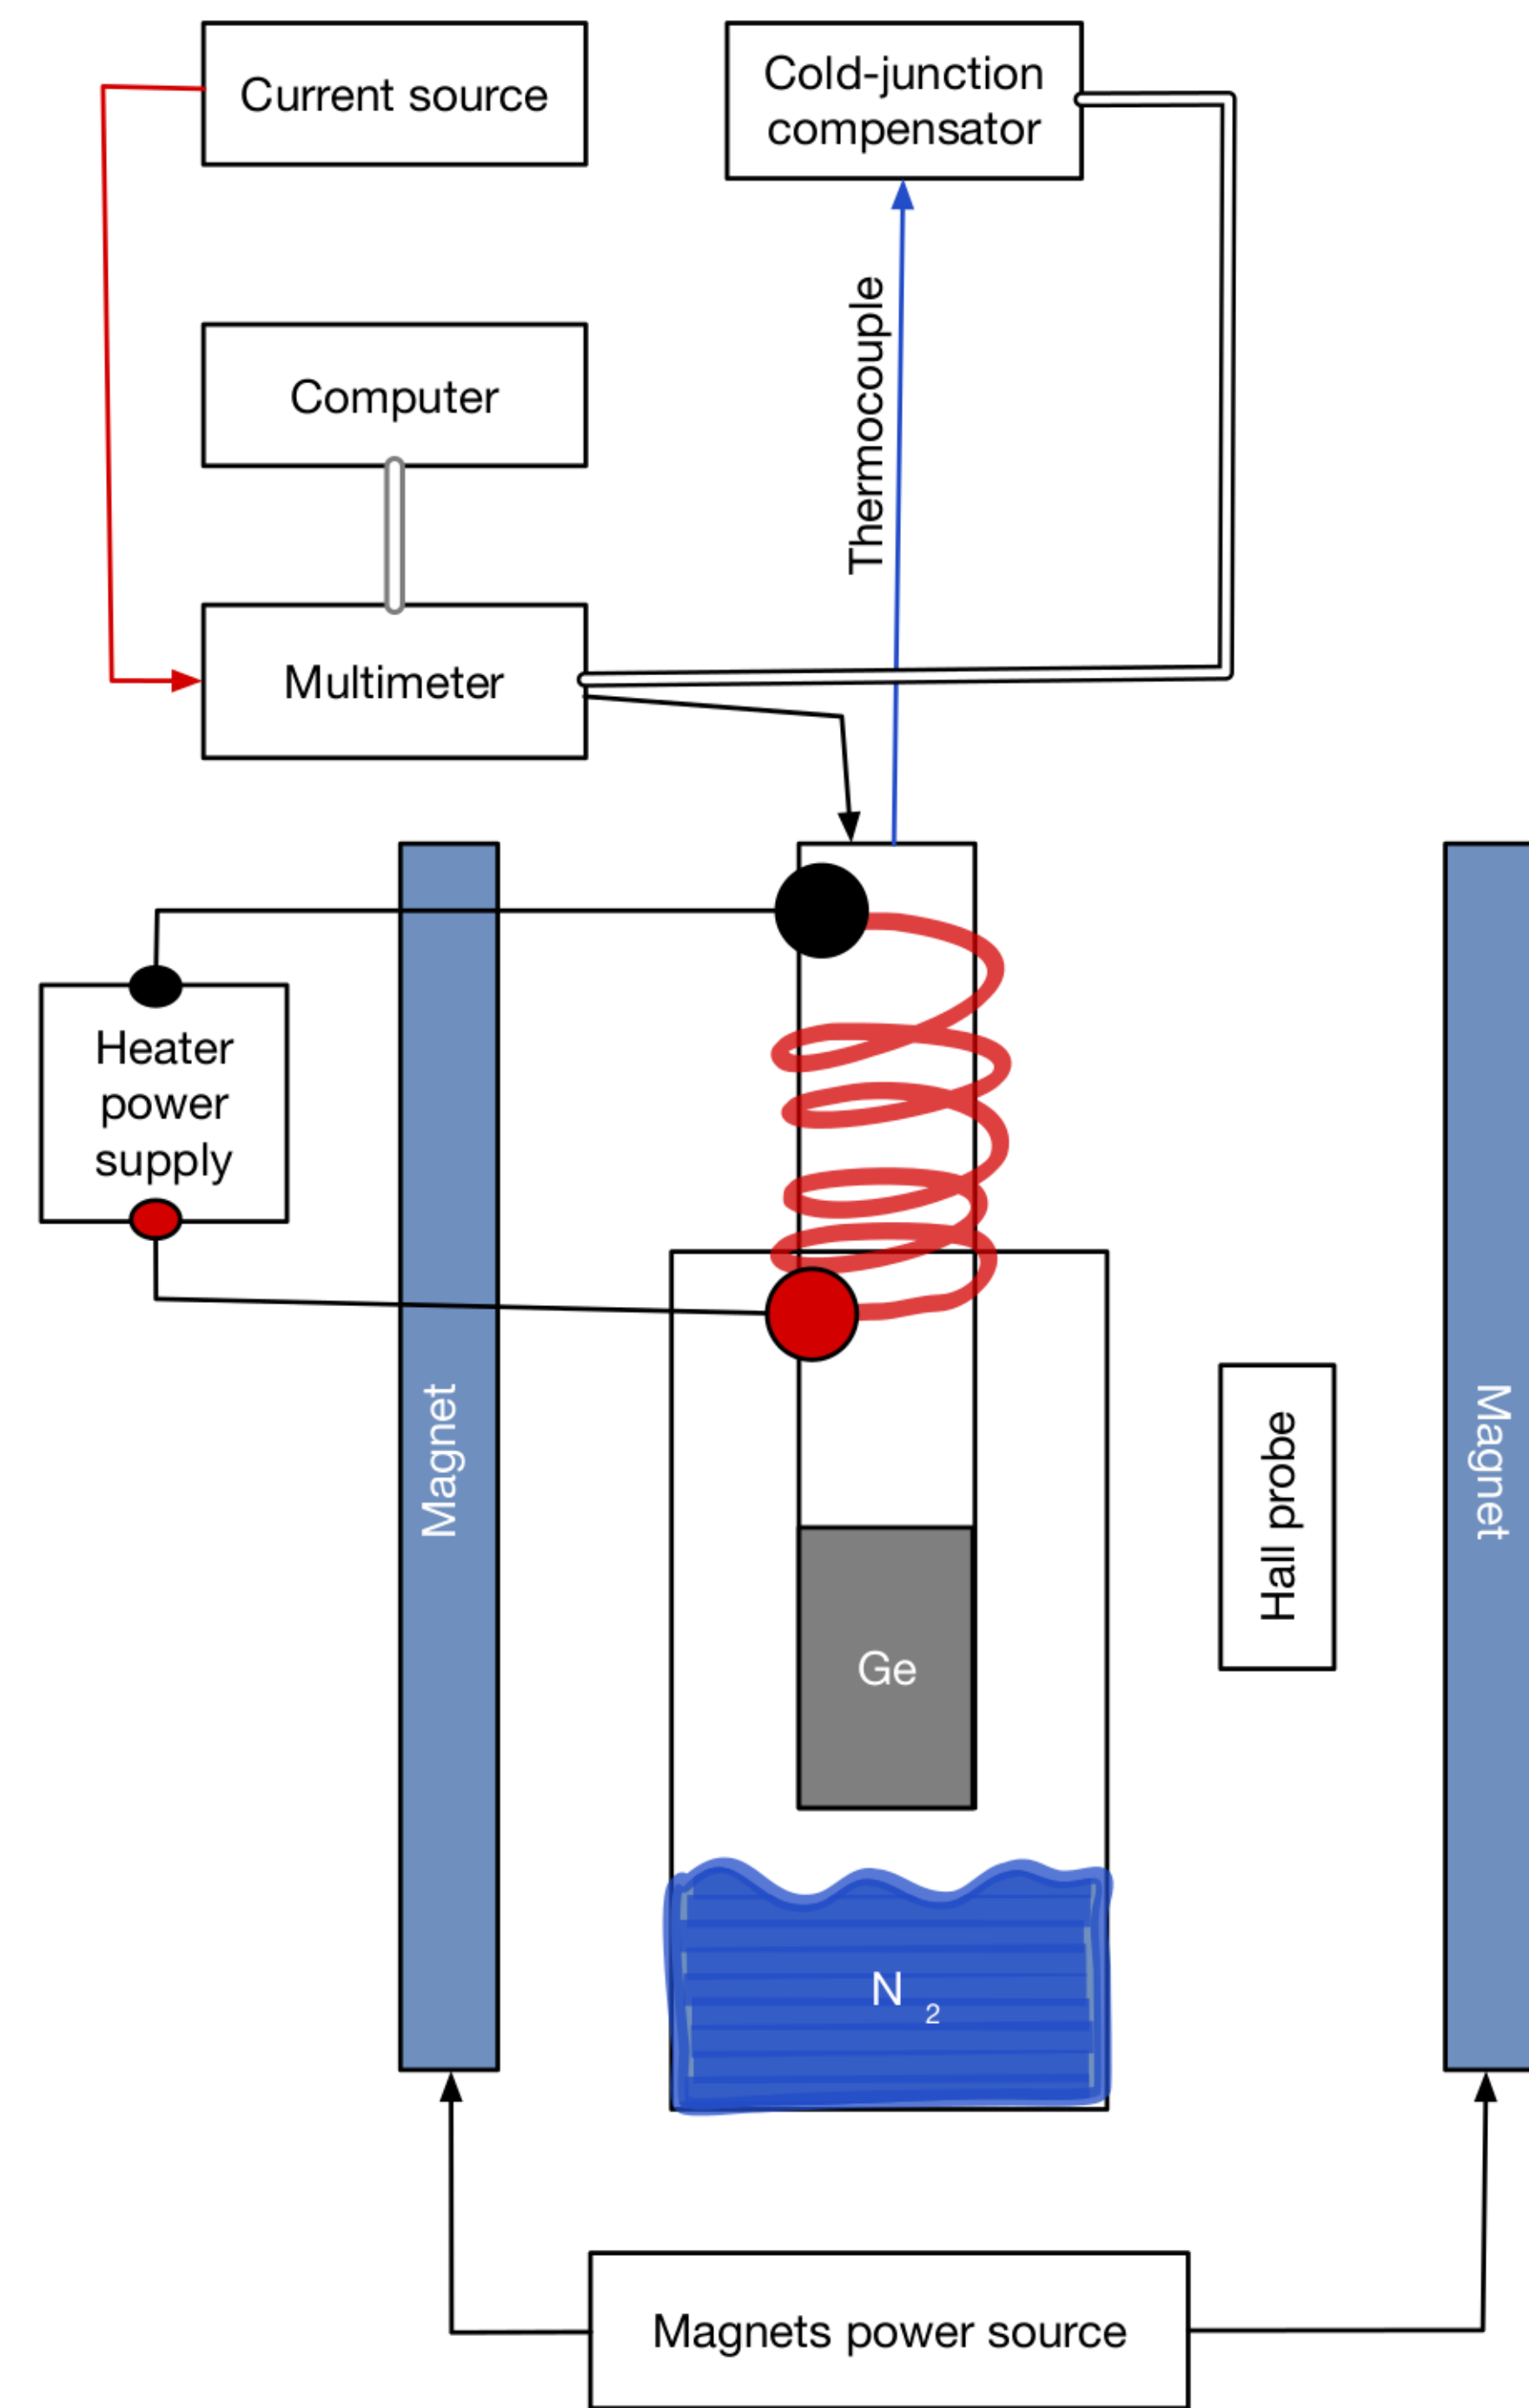 Current source
Cold-junction
compensator
Thermocouple
Computer
Multimeter
Heater
power
supply
Magnet
Magnet
Hall probe
Ge
N 2
Magnets power source